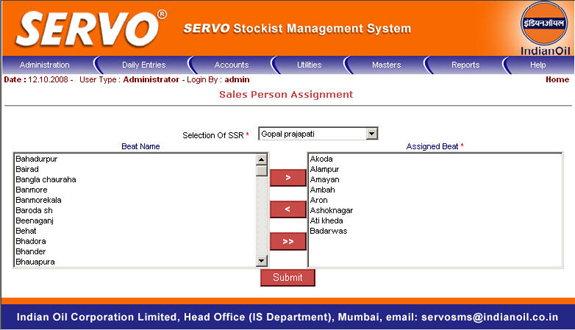 SERVO®
SERVO Stockist Management System
इंडियनऑयल
IndianOil
Administration Daily Entries Accounts Utilities Masters Reports Help
Date : 12.10.2008 - User Type : Administrator - Login By : admin Home
Sales Person Assignment
Selection Of SSR * Gopal prajapati
Beat Name Assigned Beat *
Bahadurpur
Bairad
Bangla chauraha
Banmore
Banmorekala
Baroda sh
Beenaganj
Behat
Bhadora
Bhander
Bhauapura
>
<
>>
Akoda
Alampur
Amayan
Ambah
Aron
Ashoknagar
Ati kheda
Badarwas
Submit
Indian Oil Corporation Limited, Head Office (IS Department), Mumbai, email: servosms@indianoil.co.in